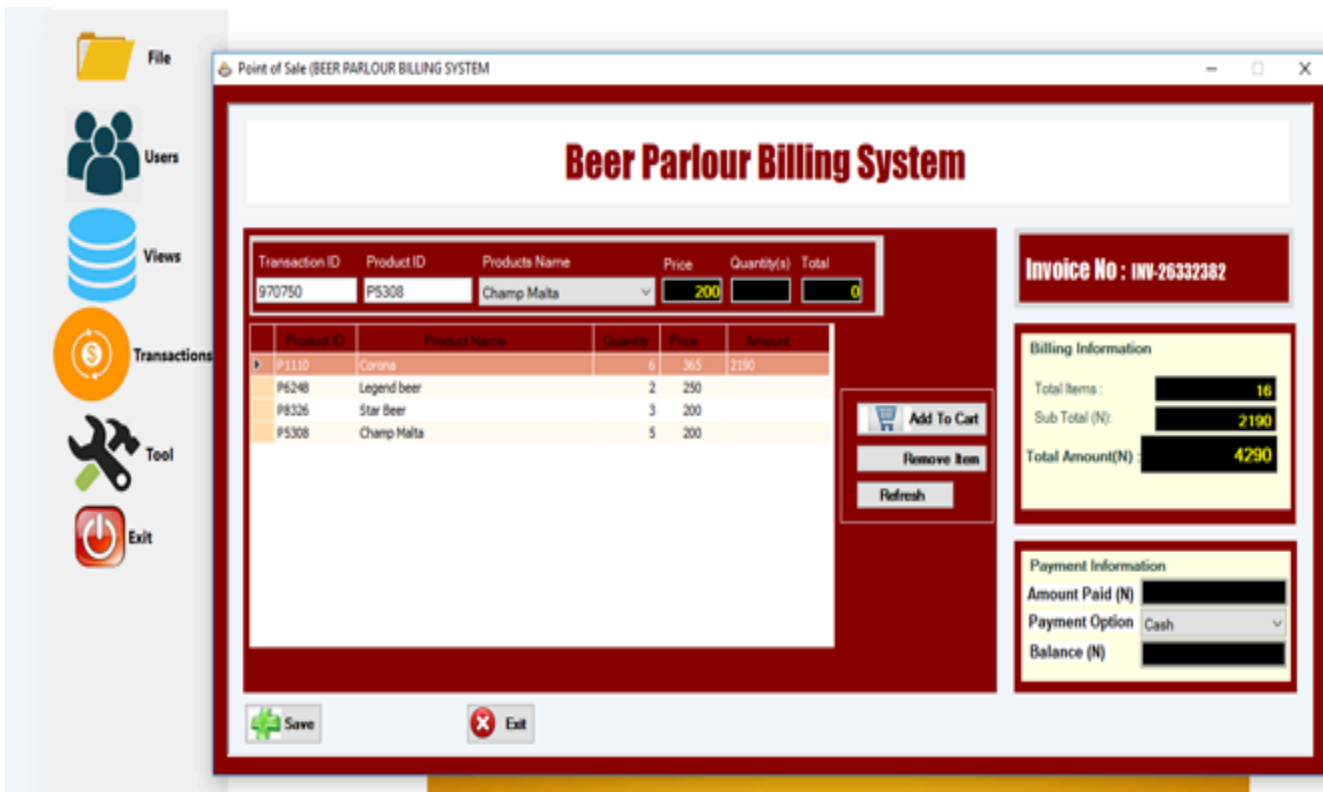 File
Users
Views
Transactions
Tool
Exit
Point of Sale (BEER PARLOUR BILLING SYSTEM
Beer Parlour Billing System
Transaction ID Product ID Products Name Price Quantity(s) Total
970750 P5308 Champ Malta 200 0
Product ID Product Name Quantity Price Amount
P1110 Corona 6 365 2190
P6248 Legend beer 2 250
P8326 Star Beer 3 200
P5308 Champ Malta 5 200
Add To Cart
Remove Item
Refresh
Invoice No : INV-26332382
Billing Information
Total Items : 16
Sub Total (N): 2190
Total Amount(N) : 4290
Payment Information
Amount Paid (N)
Payment Option Cash
Balance (N)
Save
Exit